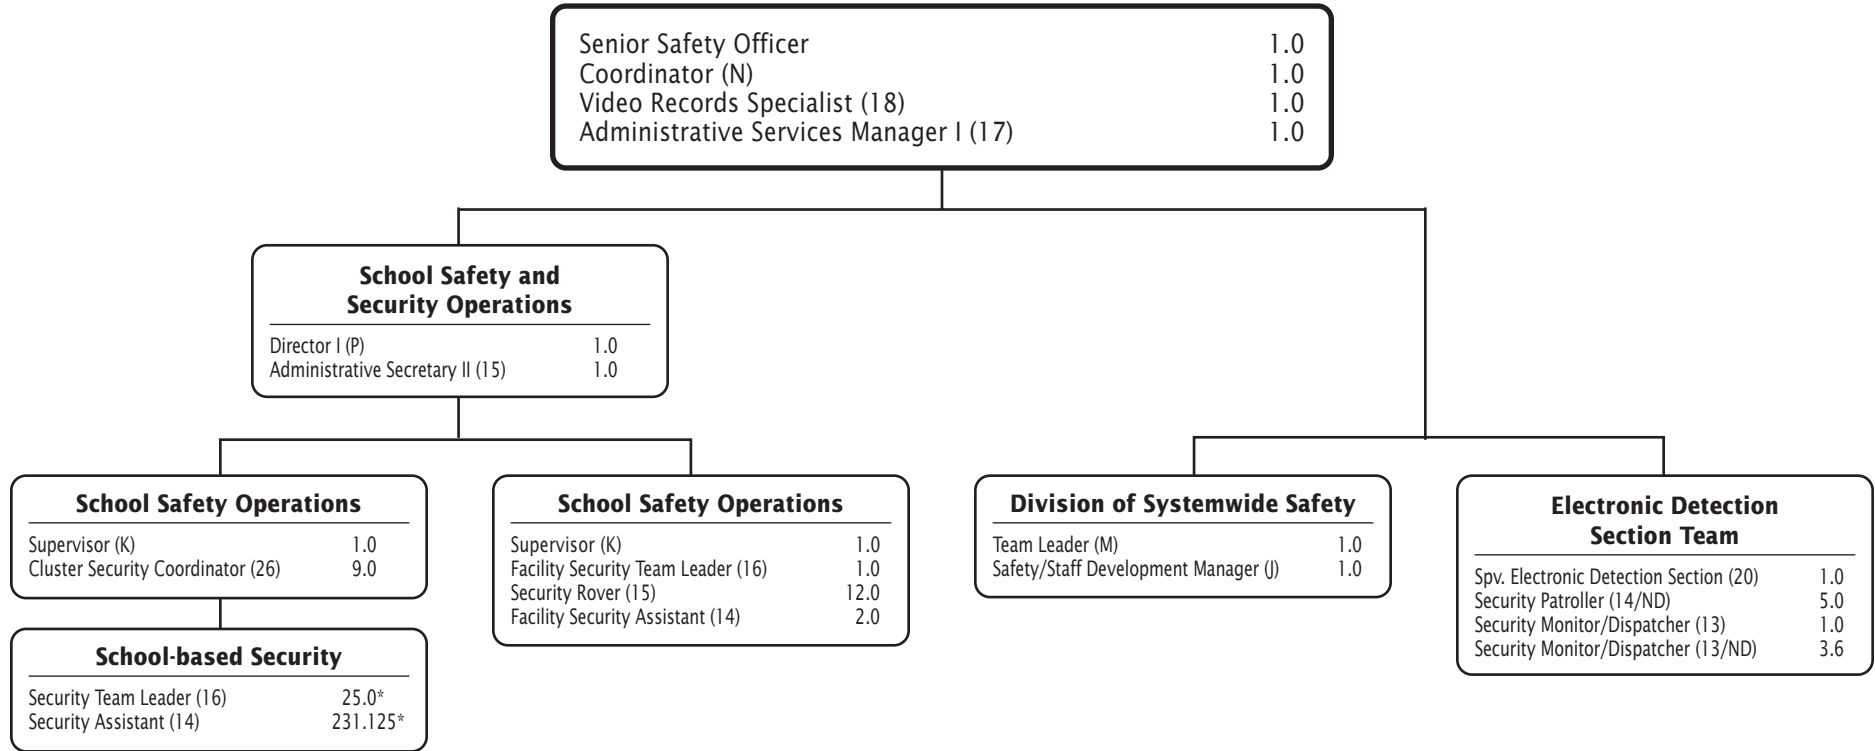 Senior Safety Officer 1.0
Coordinator (N) 1.0
Video Records Specialist (18) 1.0
Administrative Services Manager I (17) 1.0
School Safety and
Security Operations
Director I (P) 1.0
Administrative Secretary II (15) 1.0
School Safety Operations
Supervisor (K) 1.0
Cluster Security Coordinator (26) 9.0
School-based Security
Security Team Leader (16) 25.0*
Security Assistant (14) 231.125*
School Safety Operations
Supervisor (K) 1.0
Facility Security Team Leader (16) 1.0
Security Rover (15) 12.0
Facility Security Assistant (14) 2.0
Division of Systemwide Safety
Team Leader (M) 1.0
Safety/Staff Development Manager (J) 1.0
Electronic Detection
Section Team
Spv. Electronic Detection Section (20) 1.0
Security Patroller (14/ND) 5.0
Security Monitor/Dispatcher (13) 1.0
Security Monitor/Dispatcher (13/ND) 3.6